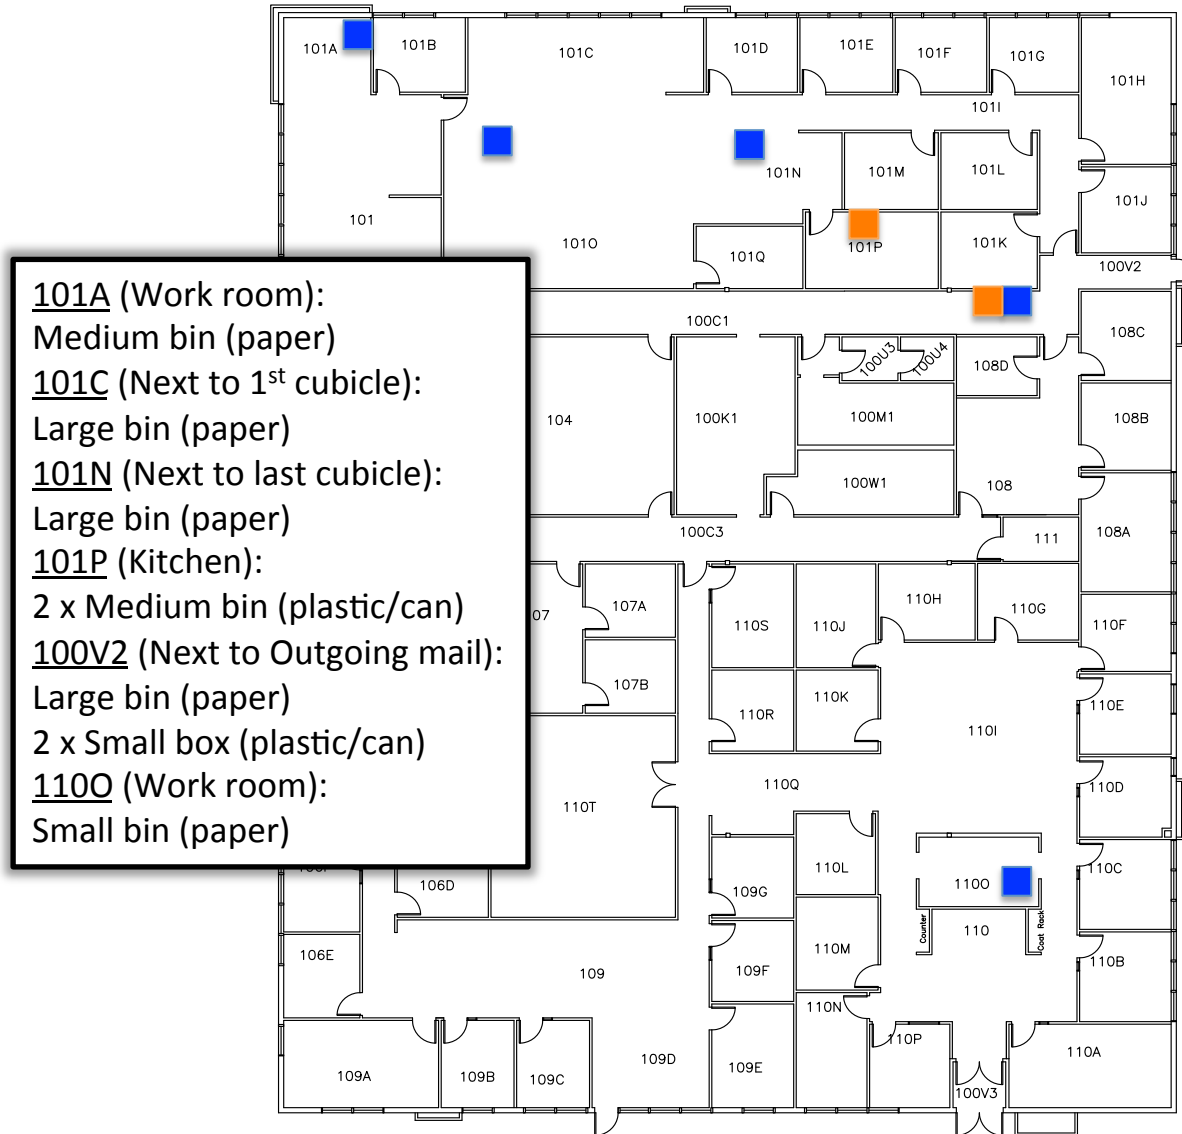 101A
101B
101C
101D
101E
101F
101G
101H
101I
101J
101K
101L
101M
101N
101
101O
101P
101Q
100V2
101A (Work room):
Medium bin (paper)
101C (Next to 1st cubicle):
Large bin (paper)
101N (Next to last cubicle):
Large bin (paper)
101P (Kitchen):
2 x Medium bin (plastic/can)
100V2 (Next to Outgoing mail):
Large bin (paper)
2 x Small box (plastic/can)
110O (Work room):
Small bin (paper)
100C1
100U3
100U4
108D
108C
104
100K1
100M1
108B
100W1
108
108A
100C3
111
07
107A
107B
110S
110J
110H
110G
110F
110R
110K
110I
110E
110T
110Q
110D
110L
110C
106D
109G
110O
Counter
110
Coat Rack
106E
109
109F
110M
110B
110N
109A
109B
109C
109D
109E
110P
110A
100V3